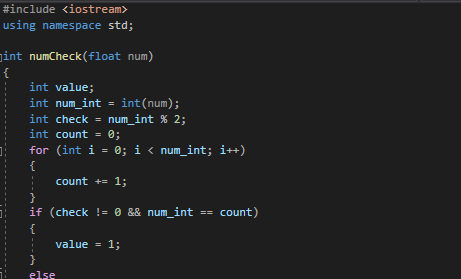 #include <iostream>
using namespace std;
int numCheck(float num)
{
int value;
int num_int = int(num);
int check = num_int % 2;
int count = 0;
for (int i = 0; i < num_int; i++)
{
count += 1;
}
if (check != 0 && num_int == count)
{
value = 1;
}
else